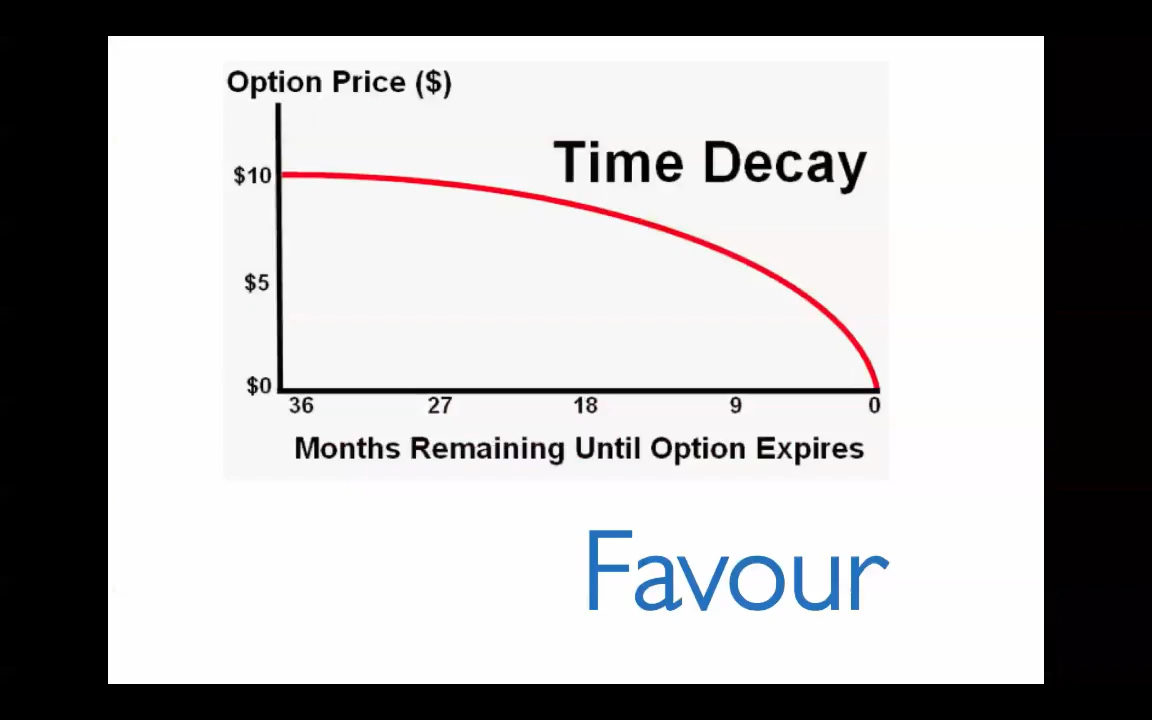 Option Price ($)
Time Decay
$10
$5
$0
36 27 18 9 0
Months Remaining Until Option Expires
Favour